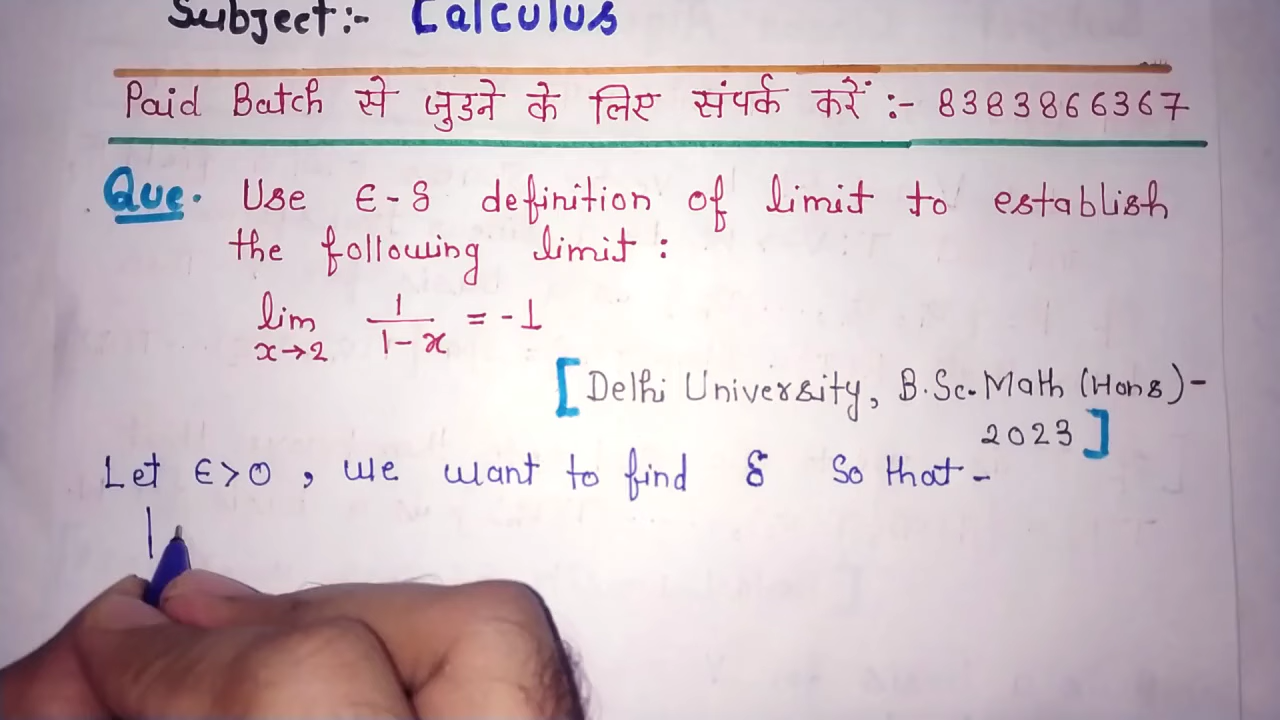 Subject:- Calculus
Paid Batch से जुडने के लिए संपर्क करें :- 8383866367
Que. Use ϵ-δ definition of limit to establish
the following limit :
lim x→2 1/(1-x) = -1
[Delhi University, B.Sc. Math (Hons)-
2023]
Let ϵ>0, we want to find δ So that -
|